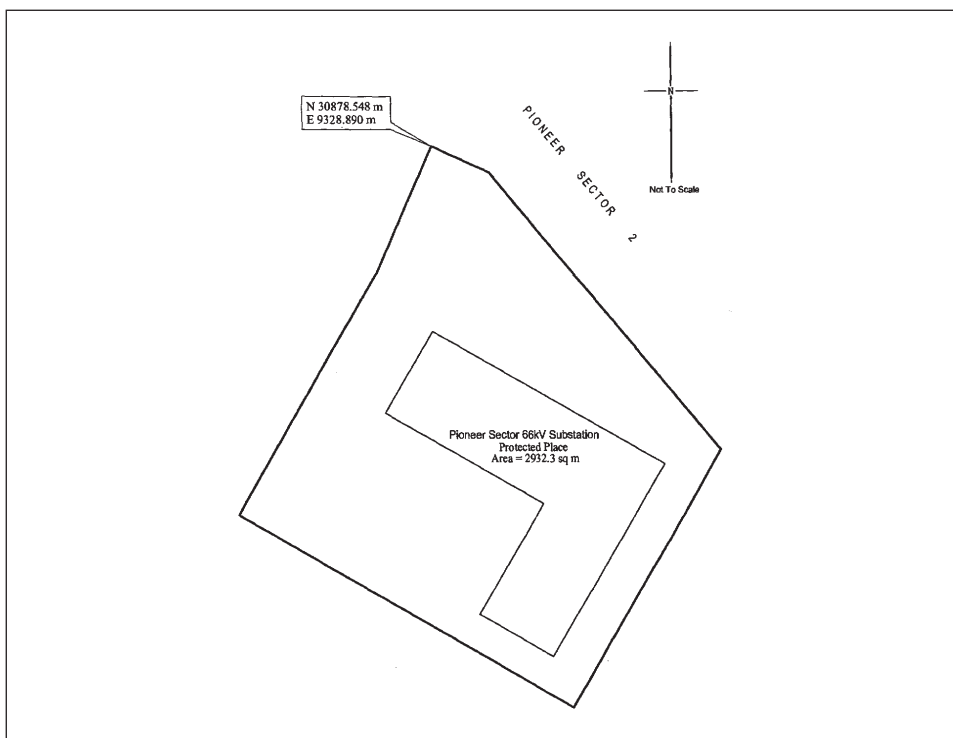 N 30878.548 m
E 9328.890 m
PIONEER SECTOR 2
N
Not To Scale
Pioneer Sector 66kV Substation
Protected Place
Area = 2932.3 sq m